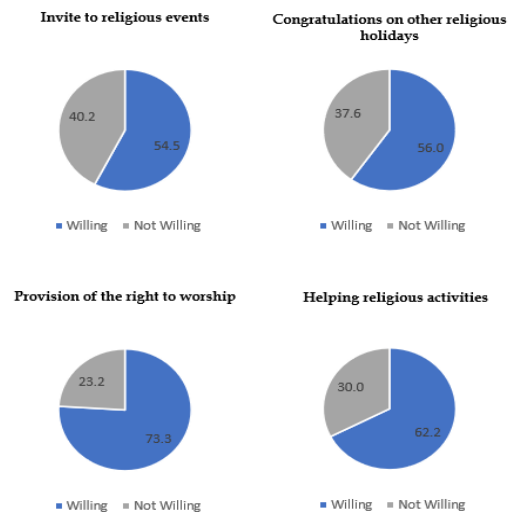 Invite to religious events
40.2
54.5
Willing Not Willing
Congratulations on other religious
holidays
37.6
56.0
Willing Not Willing
Provision of the right to worship
23.2
73.3
Willing Not Willing
Helping religious activities
30.0
62.2
Willing Not Willing